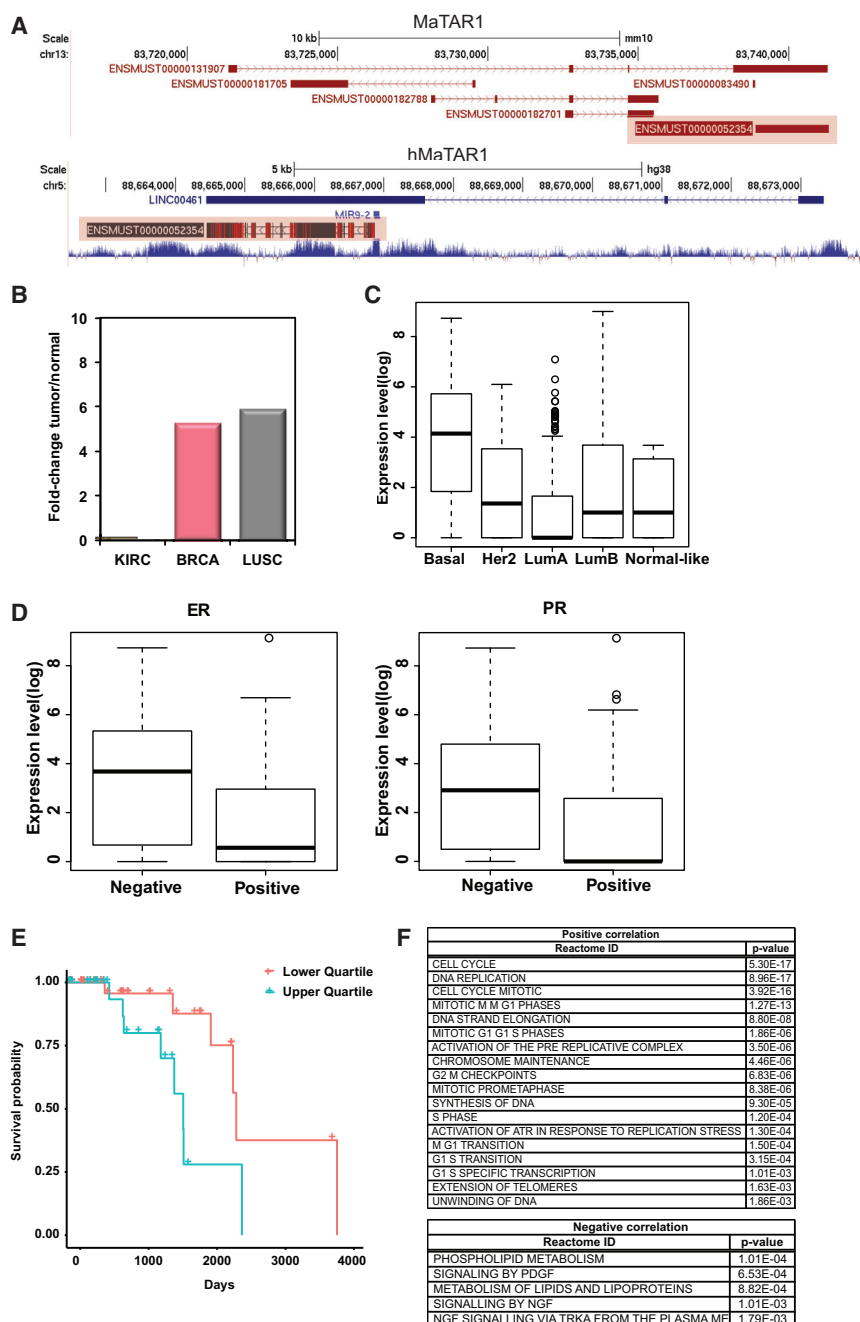 A
MaTAR1
Scale 10 kb mm10
chr13: 83,720,000 83,725,000 83,730,000 83,735,000 83,740,000
ENSMUST00000131907
ENSMUST00000181705 ENSMUST00000083490
ENSMUST00000182788
ENSMUST00000182701
ENSMUST00000052354
hMaTAR1
Scale 5 kb hg38
chr5: 88,664,000 88,665,000 88,666,000 88,667,000 88,668,000 88,669,000 88,670,000 88,671,000 88,672,000 88,673,000
LINC00461
MIR9-2
ENSMUST00000052354
B
Fold-change tumor/normal
10
8
6
4
2
0
KIRC BRCA LUSC
C
Expression level(log)
8
6
4
2
0
Basal Her2 LumA LumB Normal-like
D
ER
Expression level(log)
8
6
4
2
0
Negative Positive
PR
Expression level(log)
8
6
4
2
0
Negative Positive
E
Lower Quartile
Upper Quartile
Survival probability
1.00
0.75
0.50
0.25
0.00
0 1000 2000 3000 4000
Days
F
Positive correlation
Reactome ID p-value
CELL CYCLE 5.30E-17
DNA REPLICATION 8.96E-17
CELL CYCLE MITOTIC 3.92E-16
MITOTIC M M G1 PHASES 1.27E-13
DNA STRAND ELONGATION 8.80E-08
MITOTIC G1 G1 S PHASES 1.86E-06
ACTIVATION OF THE PRE REPLICATIVE COMPLEX 3.50E-06
CHROMOSOME MAINTENANCE 4.46E-06
G2 M CHECKPOINTS 6.83E-06
MITOTIC PROMETAPHASE 8.38E-06
SYNTHESIS OF DNA 9.30E-05
S PHASE 1.20E-04
ACTIVATION OF ATR IN RESPONSE TO REPLICATION STRESS 1.30E-04
M G1 TRANSITION 1.50E-04
G1 S TRANSITION 3.15E-04
G1 S SPECIFIC TRANSCRIPTION 1.01E-03
EXTENSION OF TELOMERES 1.63E-03
UNWINDING OF DNA 1.86E-03
Negative correlation
Reactome ID p-value
PHOSPHOLIPID METABOLISM 1.01E-04
SIGNALING BY PDGF 6.53E-04
METABOLISM OF LIPIDS AND LIPOPROTEINS 8.82E-04
SIGNALLING BY NGF 1.01E-03
NGF SIGNALLING VIA TRKA FROM THE PLASMA ME 1.79E-03